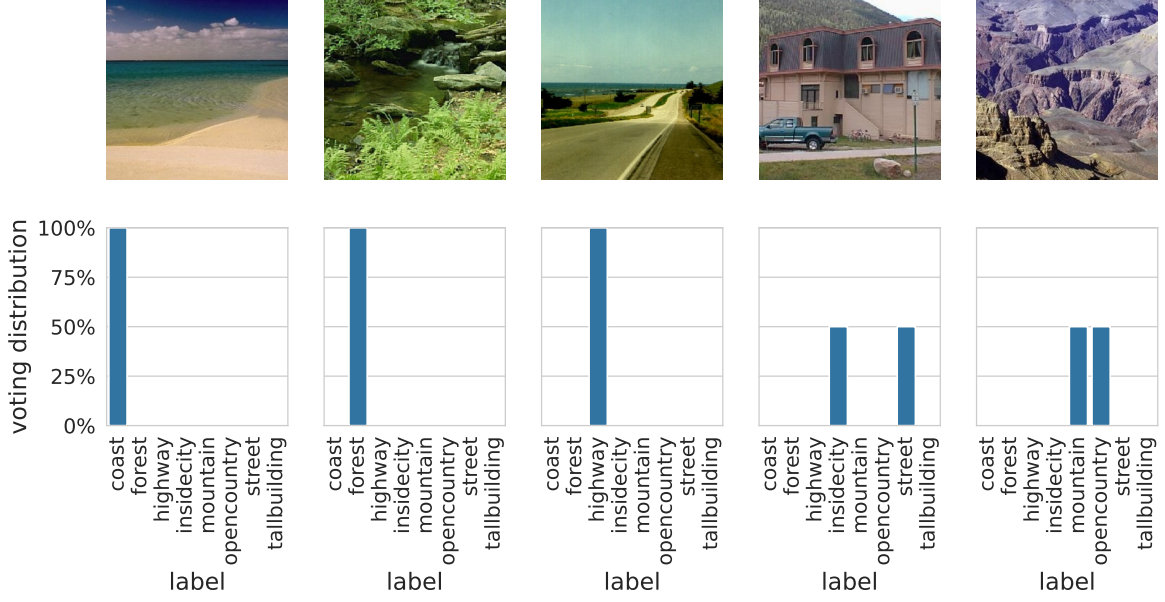 voting distribution
100%
75%
50%
25%
0%
coast
forest
highway
insidecity
mountain
opencountry
street
tallbuilding
label
coast
forest
highway
insidecity
mountain
opencountry
street
tallbuilding
label
coast
forest
highway
insidecity
mountain
opencountry
street
tallbuilding
label
coast
forest
highway
insidecity
mountain
opencountry
street
tallbuilding
label
coast
forest
highway
insidecity
mountain
opencountry
street
tallbuilding
label